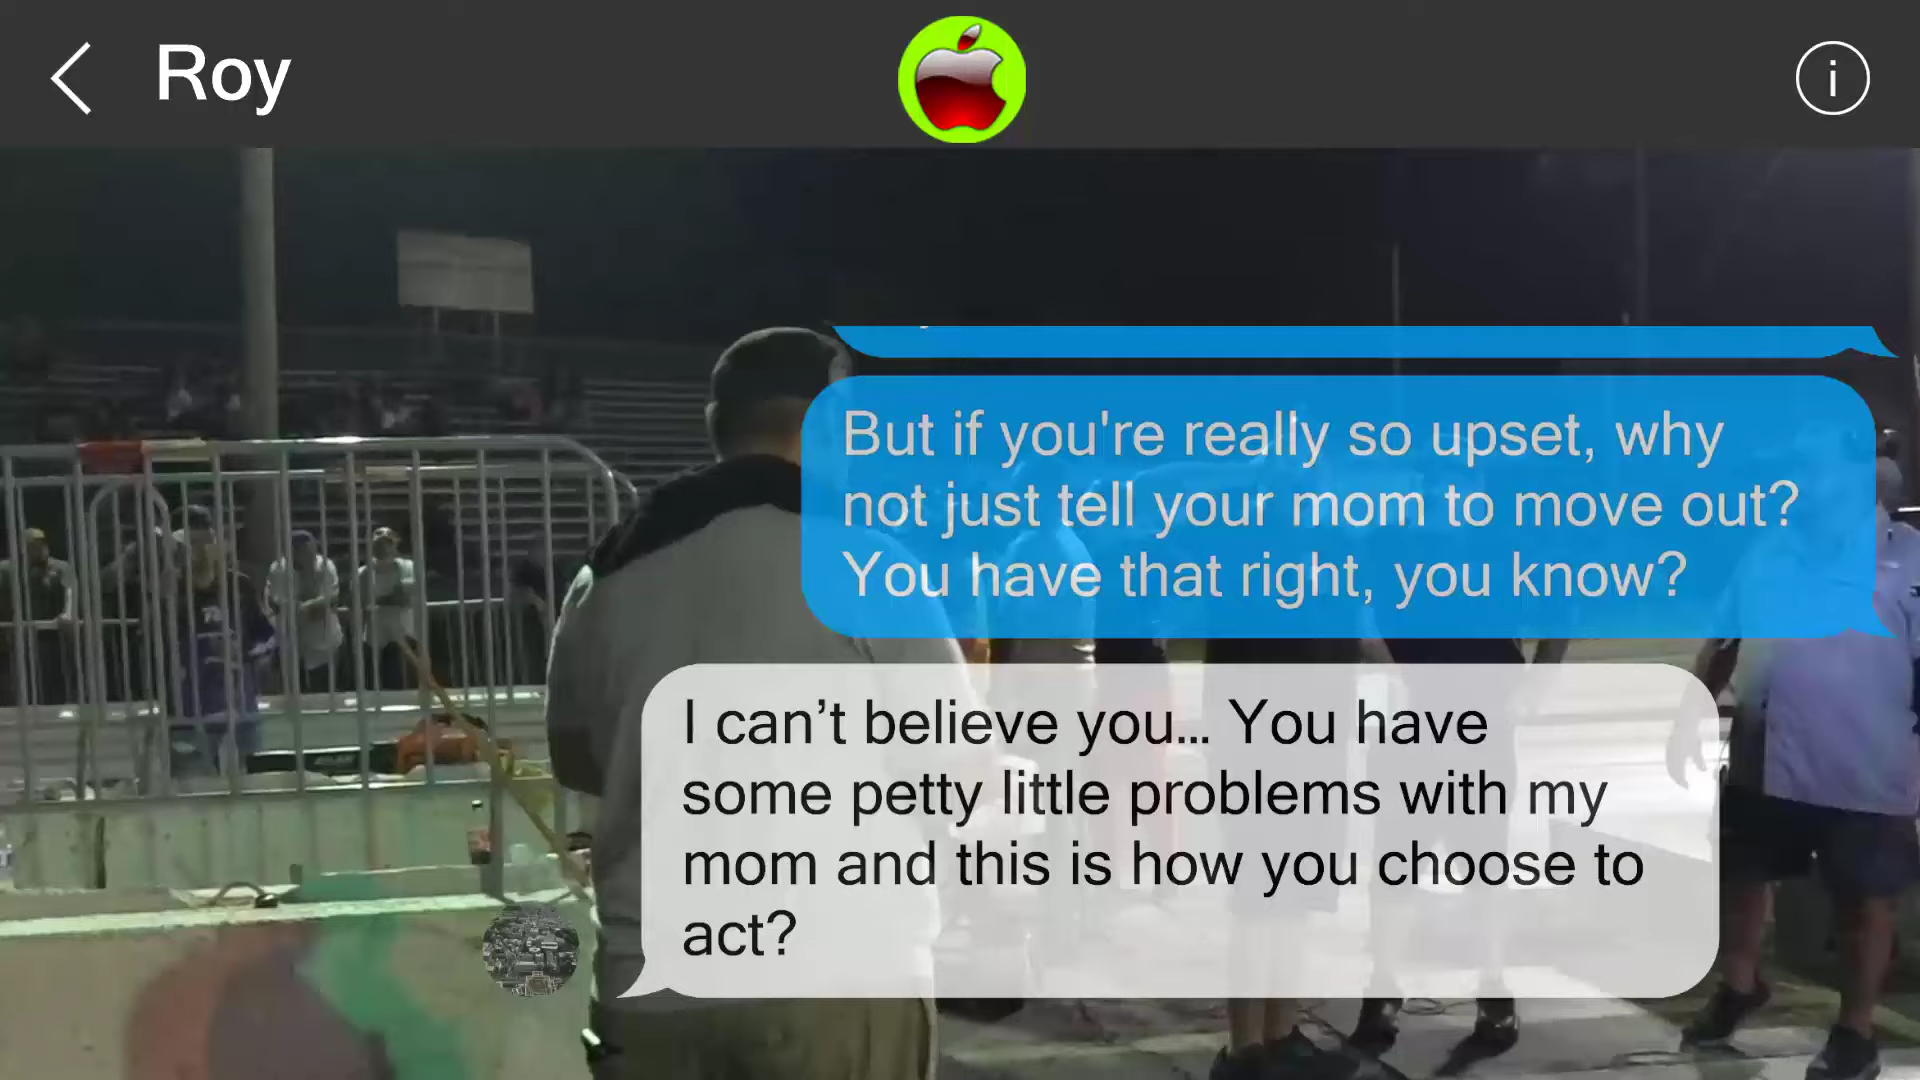 Roy
i
But if you're really so upset, why
not just tell your mom to move out?
You have that right, you know?
I can’t believe you... You have
some petty little problems with my
mom and this is how you choose to
act?